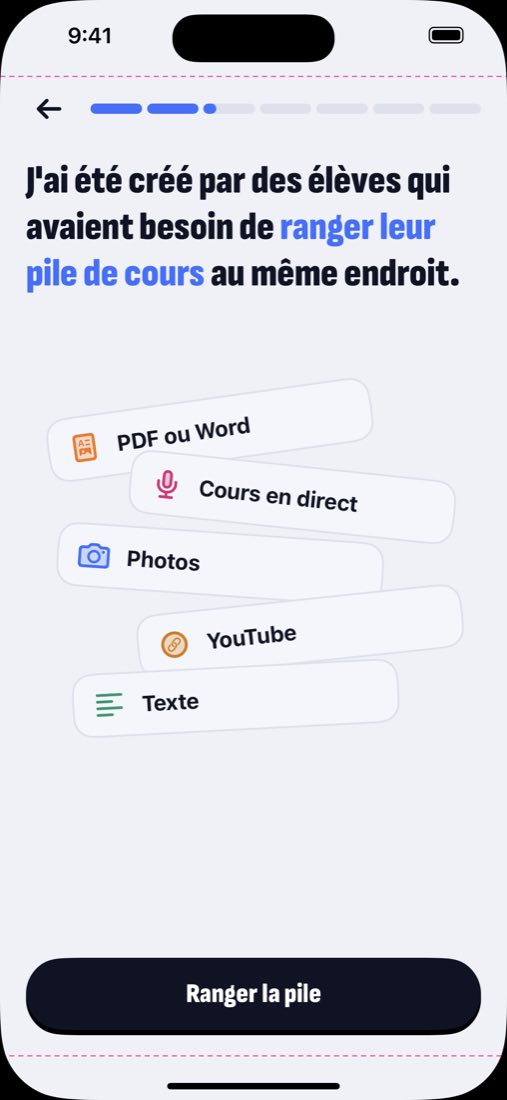 9:41
J'ai été créé par des élèves qui
avaient besoin de ranger leur
pile de cours au même endroit.
PDF ou Word
Cours en direct
Photos
YouTube
Texte
Ranger la pile